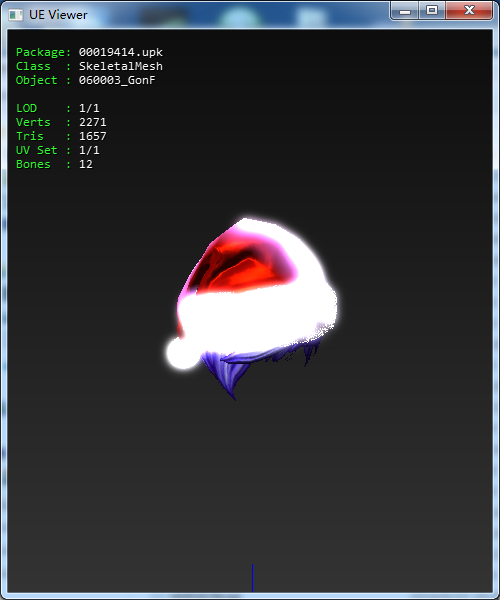 UE Viewer
Package: 00019414.upk
Class : SkeletalMesh
Object : 060003_GonF
LOD : 1/1
Verts : 2271
Tris : 1657
UV Set : 1/1
Bones : 12